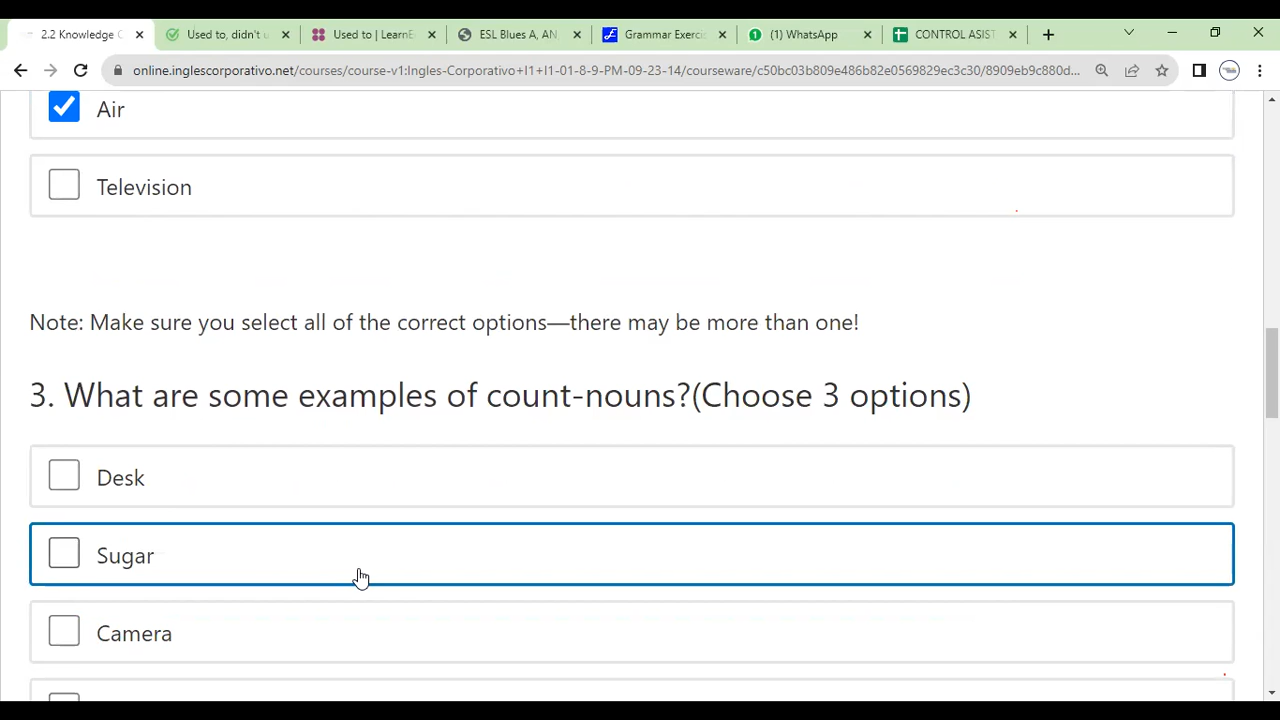 2.2 Knowledge C
Used to, didn't u
Used to | LearnE
ESL Blues A, AN
Grammar Exerci
(1) WhatsApp
CONTROL ASIST
online.inglescorporativo.net/courses/course-v1:Ingles-Corporativo+I1+I1-01-8-9-PM-09-23-14/courseware/c50bc03b809e486b82e0569829ec3c30/8909eb9c880d...
Air
Television
Note: Make sure you select all of the correct options—there may be more than one!
3. What are some examples of count-nouns?(Choose 3 options)
Desk
Sugar
Camera